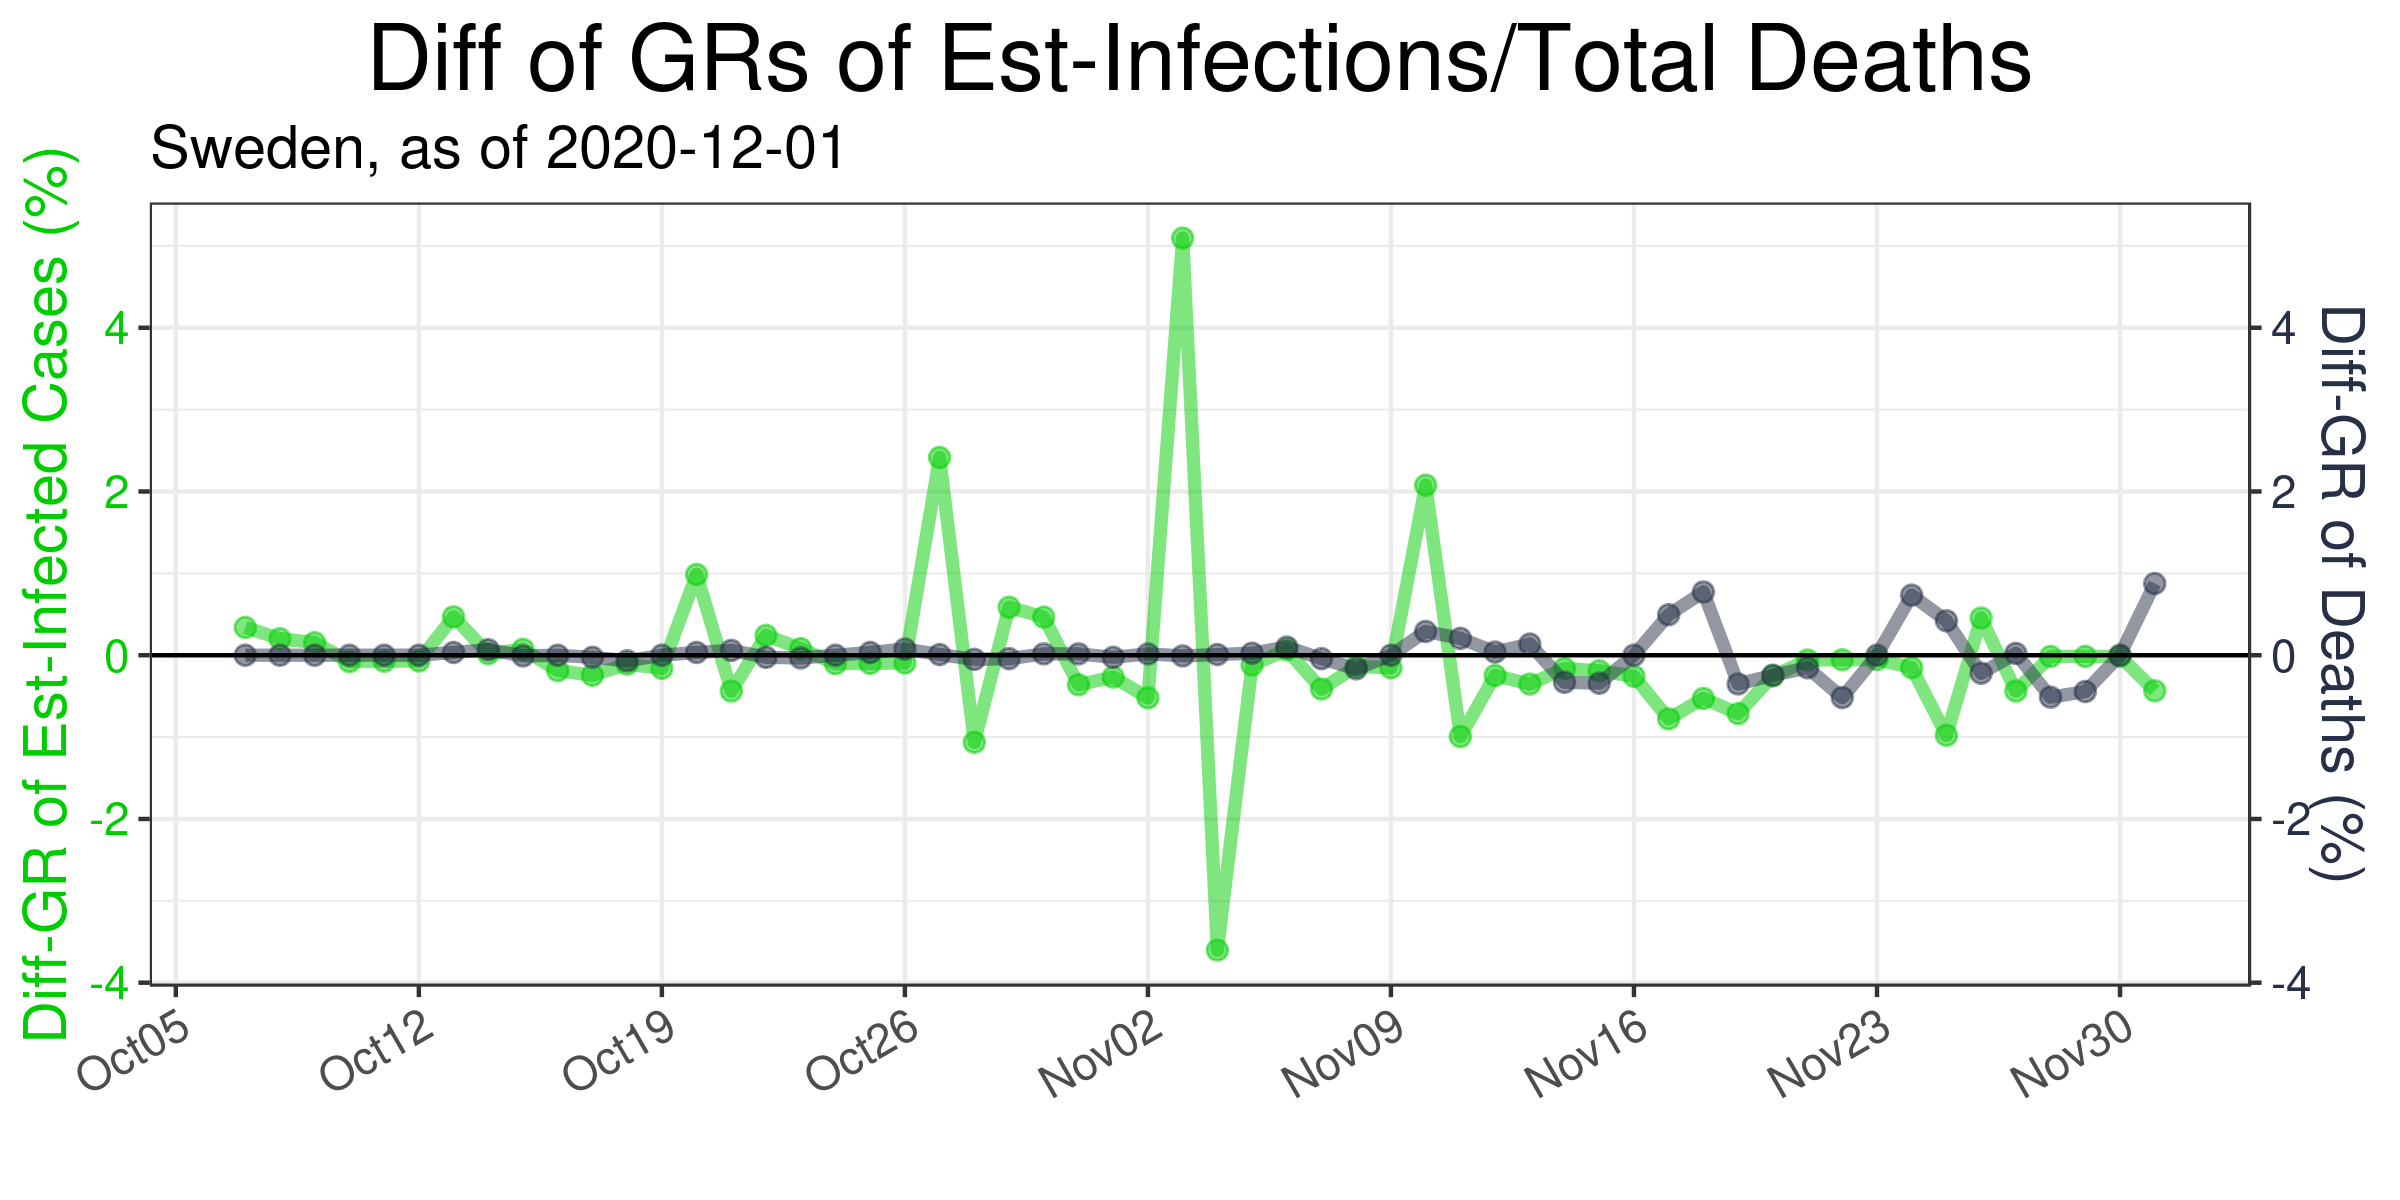 Diff of GRs of Est-Infections/Total Deaths
Sweden, as of 2020-12-01
Diff-GR of Est-Infected Cases (%)
4
2
0
-2
-4
4
2
0
-2
-4
Diff-GR of Deaths (%)
Oct05
Oct12
Oct19
Oct26
Nov02
Nov09
Nov16
Nov23
Nov30